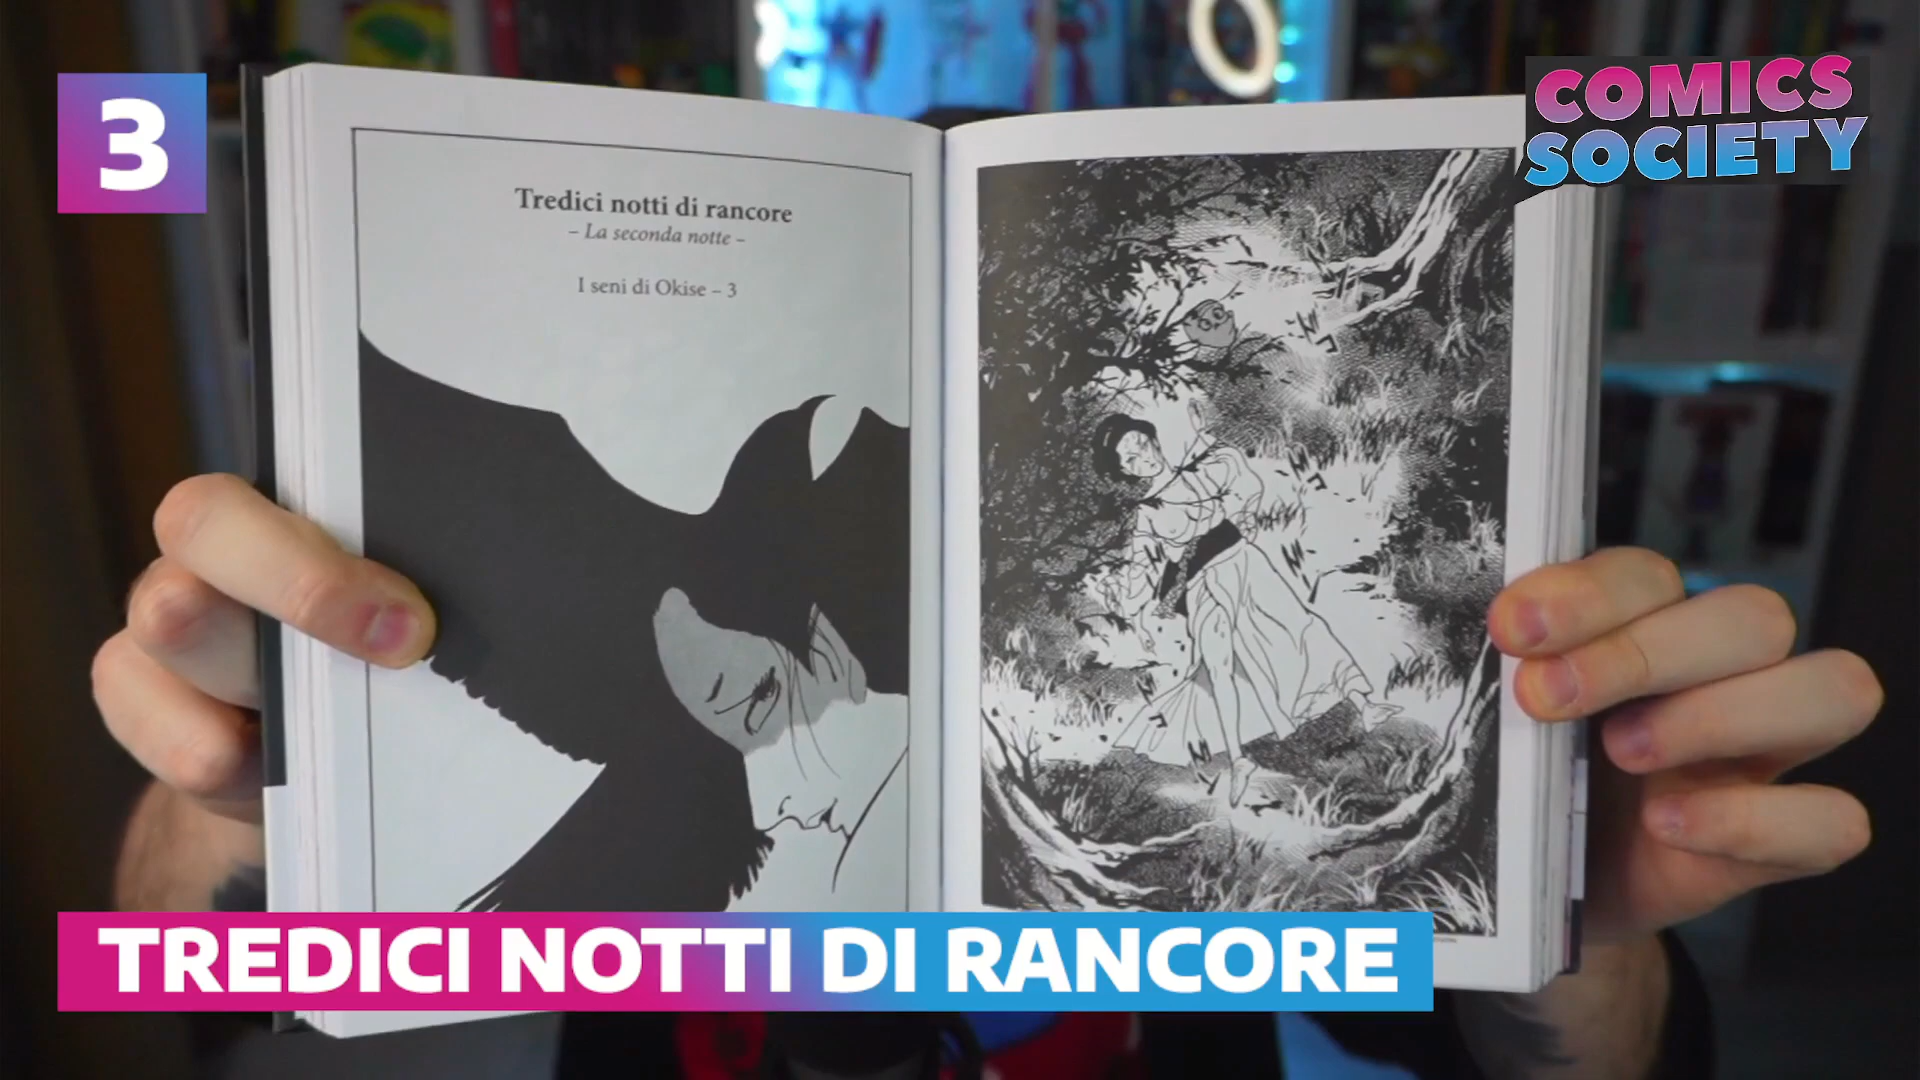 3
COMICS
SOCIETY
Tredici notti di rancore
– La seconda notte –
I seni di Okise – 3
TREDICI NOTTI DI RANCORE